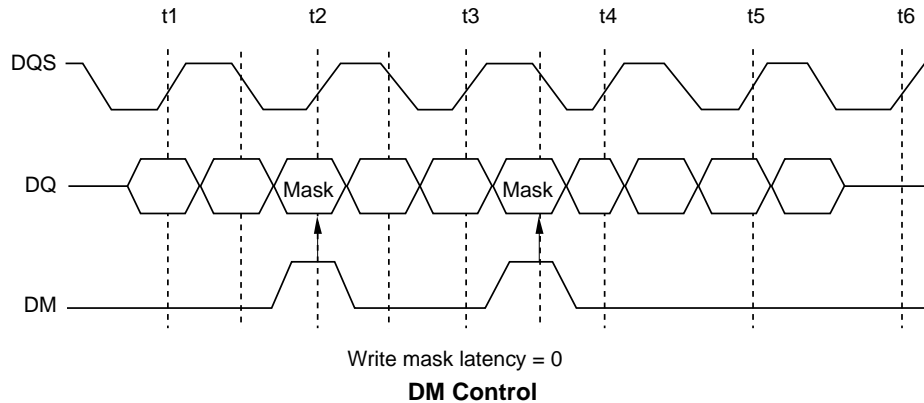 t1 t2 t3 t4 t5 t6
DQS
DQ Mask Mask
DM
Write mask latency = 0
DM Control